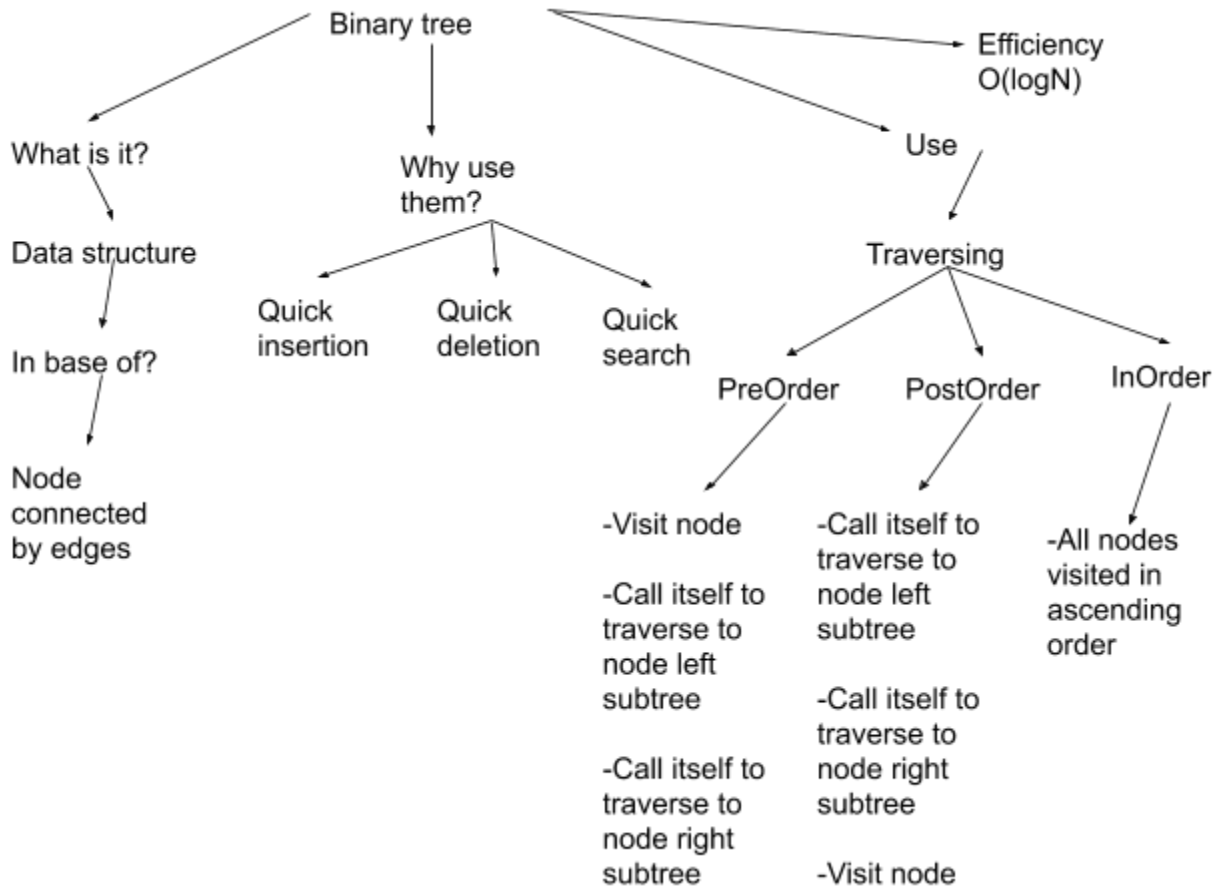 Binary tree
Efficiency
O(logN)
What is it?
Why use
them?
Use
Data structure
Traversing
Quick
insertion
Quick
deletion
Quick
search
In base of?
PreOrder
PostOrder
InOrder
Node
connected
by edges
-Visit node
-Call itself to
traverse to
node left
subtree
-Call itself to
traverse to
node right
subtree
-Call itself to
traverse to
node left
subtree
-Call itself to
traverse to
node right
subtree
-Visit node
-All nodes
visited in
ascending
order